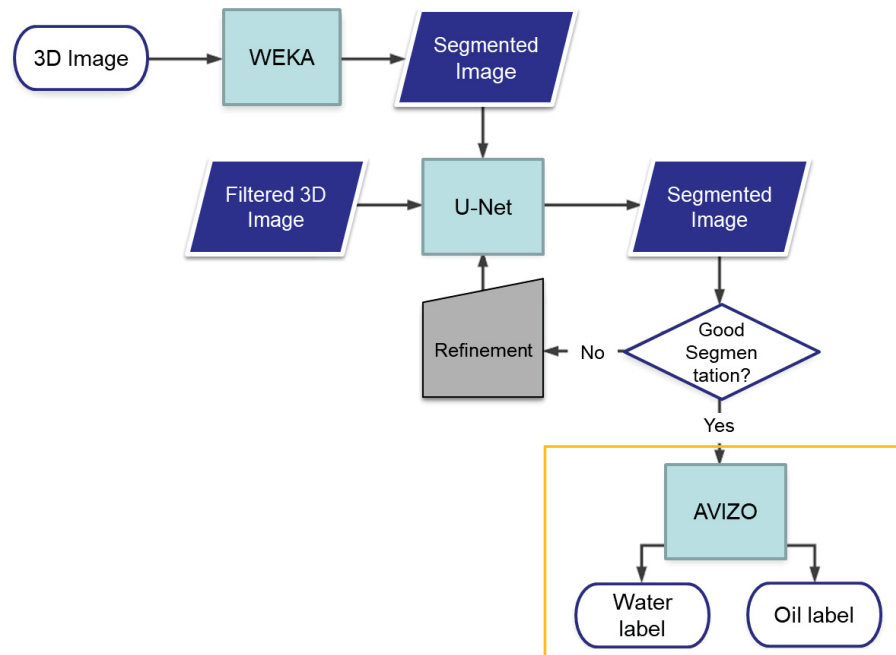 3D Image
WEKA
Segmented
Image
Filtered 3D
Image
U-Net
Segmented
Image
Refinement
No
Good
Segmen
tation?
Yes
AVIZO
Water
label
Oil label